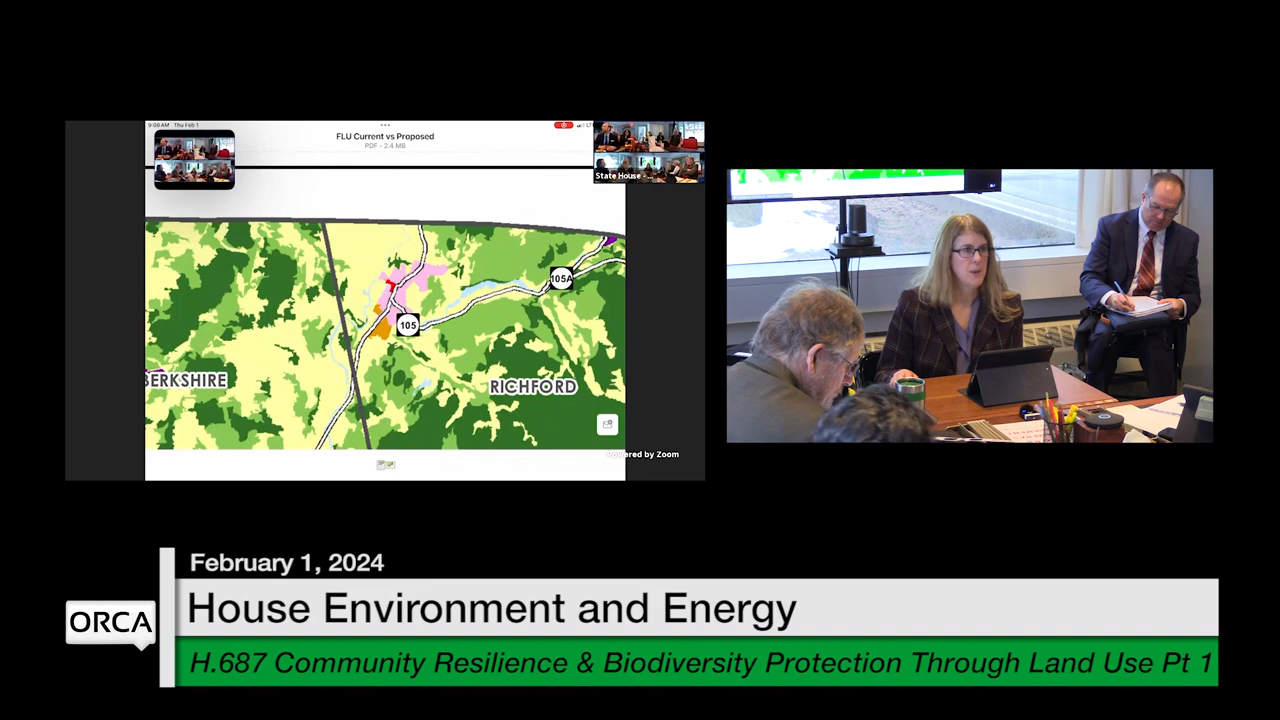 9:08 AM Thu Feb 1
FLU Current vs Proposed
PDF - 2.4 MB
State House - ...
105A
105
BERKSHIRE
RICHFORD
Powered by Zoom
February 1, 2024
House Environment and Energy
ORCA
H.687 Community Resilience & Biodiversity Protection Through Land Use Pt 1